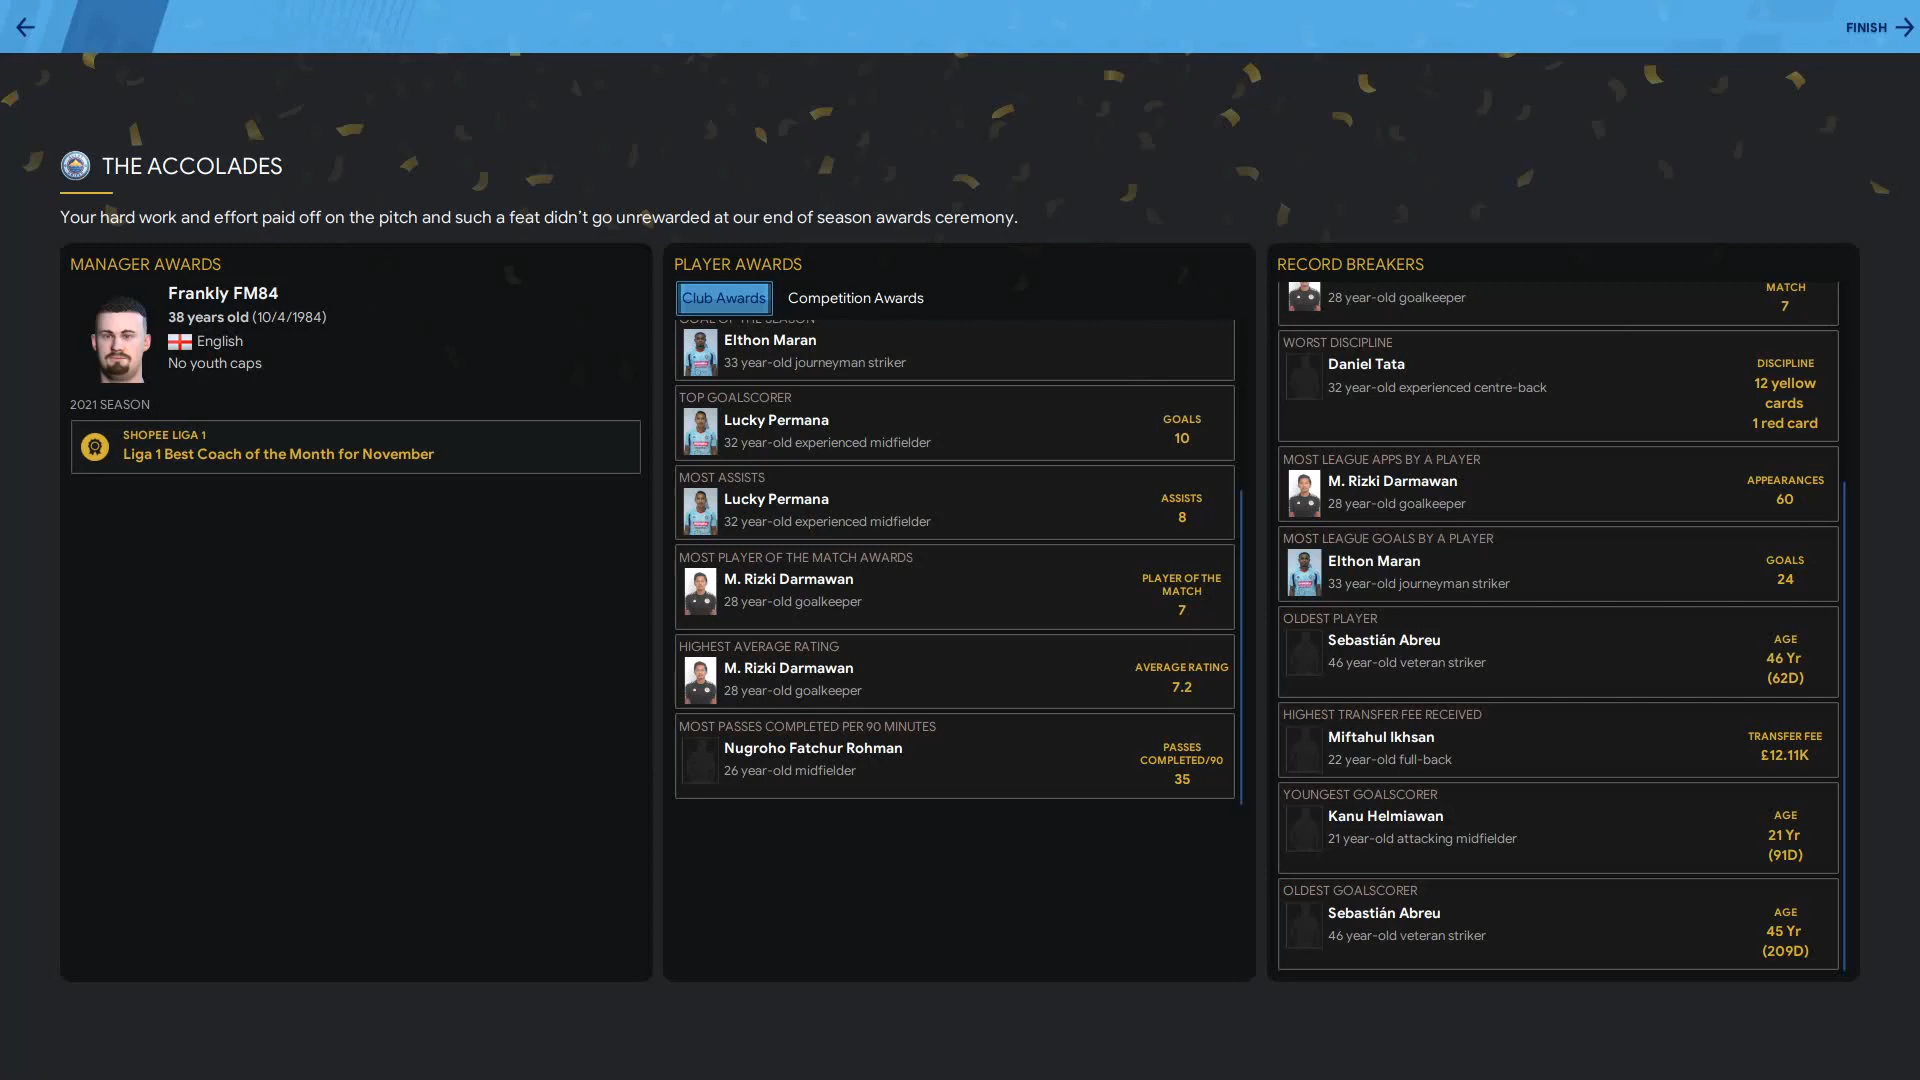 FINISH
THE ACCOLADES
Your hard work and effort paid off on the pitch and such a feat didn't go unrewarded at our end of season awards ceremony.
MANAGER AWARDS
Frankly FM84
38 years old (10/4/1984)
English
No youth caps
2021 SEASON
SHOPEE LIGA 1
Liga 1 Best Coach of the Month for November
PLAYER AWARDS
Club Awards
Competition Awards
GOAL OF THE SEASON
Elthon Maran
33 year-old journeyman striker
TOP GOALSCORER
Lucky Permana
32 year-old experienced midfielder
GOALS
10
MOST ASSISTS
Lucky Permana
32 year-old experienced midfielder
ASSISTS
8
MOST PLAYER OF THE MATCH AWARDS
M. Rizki Darmawan
28 year-old goalkeeper
PLAYER OF THE
MATCH
7
HIGHEST AVERAGE RATING
M. Rizki Darmawan
28 year-old goalkeeper
AVERAGE RATING
7.2
MOST PASSES COMPLETED PER 90 MINUTES
Nugroho Fatchur Rohman
26 year-old midfielder
PASSES
COMPLETED/90
35
RECORD BREAKERS
28 year-old goalkeeper
MATCH
7
WORST DISCIPLINE
Daniel Tata
32 year-old experienced centre-back
DISCIPLINE
12 yellow
cards
1 red card
MOST LEAGUE APPS BY A PLAYER
M. Rizki Darmawan
28 year-old goalkeeper
APPEARANCES
60
MOST LEAGUE GOALS BY A PLAYER
Elthon Maran
33 year-old journeyman striker
GOALS
24
OLDEST PLAYER
Sebastián Abreu
46 year-old veteran striker
AGE
46 Yr
(62D)
HIGHEST TRANSFER FEE RECEIVED
Miftahul Ikhsan
22 year-old full-back
TRANSFER FEE
£12.11K
YOUNGEST GOALSCORER
Kanu Helmiawan
21 year-old attacking midfielder
AGE
21 Yr
(91D)
OLDEST GOALSCORER
Sebastián Abreu
46 year-old veteran striker
AGE
45 Yr
(209D)